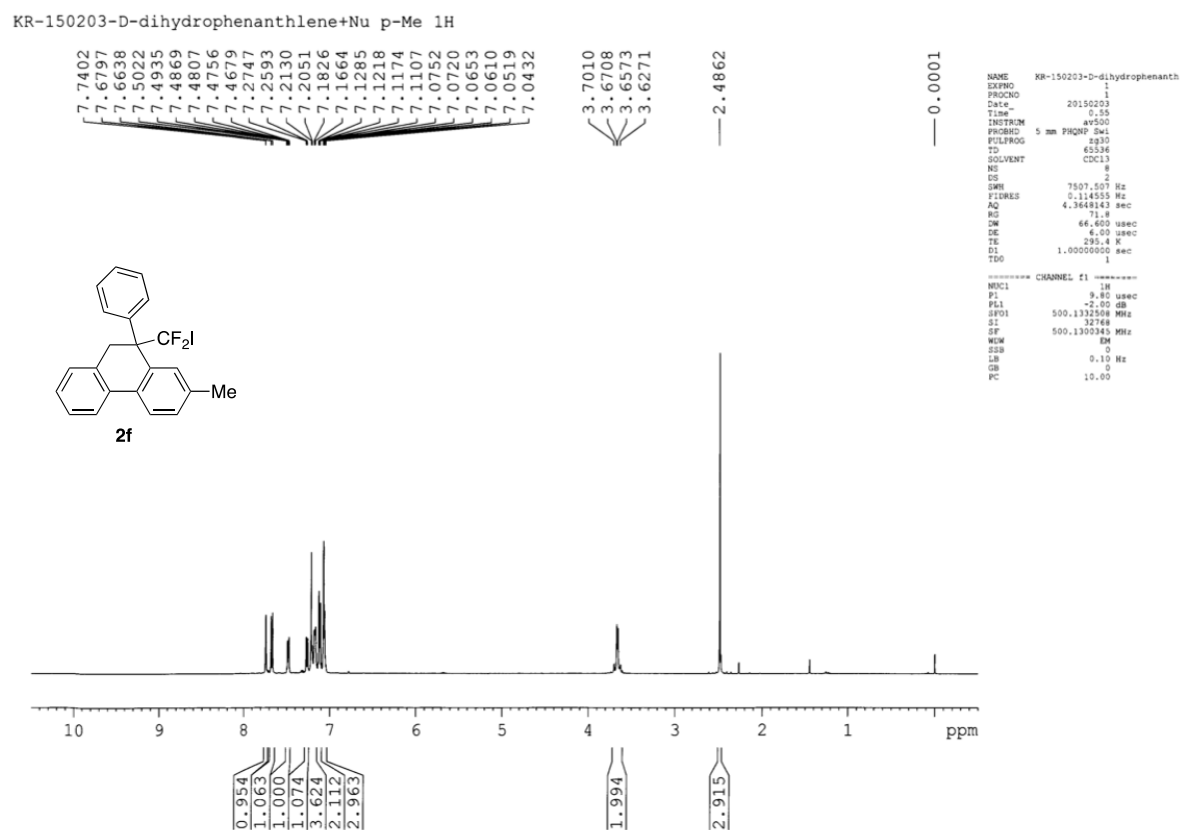 KR-150203-D-dihydrophenanthlene+Nu p-Me 1H
7.7402
7.6797
7.6638
7.5022
7.4935
7.4869
7.4807
7.4756
7.4679
7.2747
7.2593
7.2130
7.2051
7.1826
7.1664
7.1285
7.1218
7.1174
7.1107
7.0752
7.0720
7.0653
7.0610
7.0519
7.0432
3.7010
3.6708
3.6573
3.6271
2.4862
0.0001
NAME KR-150203-D-dihydrophenanth
EXPNO 1
PROCNO 1
Date_ 20150203
Time 0.55
INSTRUM av500
PROBHD 5 mm PHQNP Swi
PULPROG zg30
TD 65536
SOLVENT CDCl3
NS 8
DS 2
SWH 7507.507 Hz
FIDRES 0.114555 Hz
AQ 4.3648143 sec
RG 71.8
DW 66.600 usec
DE 6.00 usec
TE 295.4 K
D1 1.00000000 sec
TD0 1
======== CHANNEL f1 ========
NUC1 1H
P1 9.80 usec
PL1 -2.00 dB
SFO1 500.1332508 MHz
SI 32768
SF 500.1300345 MHz
WDW EM
SSB 0
LB 0.10 Hz
GB 0
PC 10.00
CF2I
Me
2f
10 9 8 7 6 5 4 3 2 1 ppm
0.954
1.063
1.000
1.074
3.624
2.112
2.963
1.994
2.915